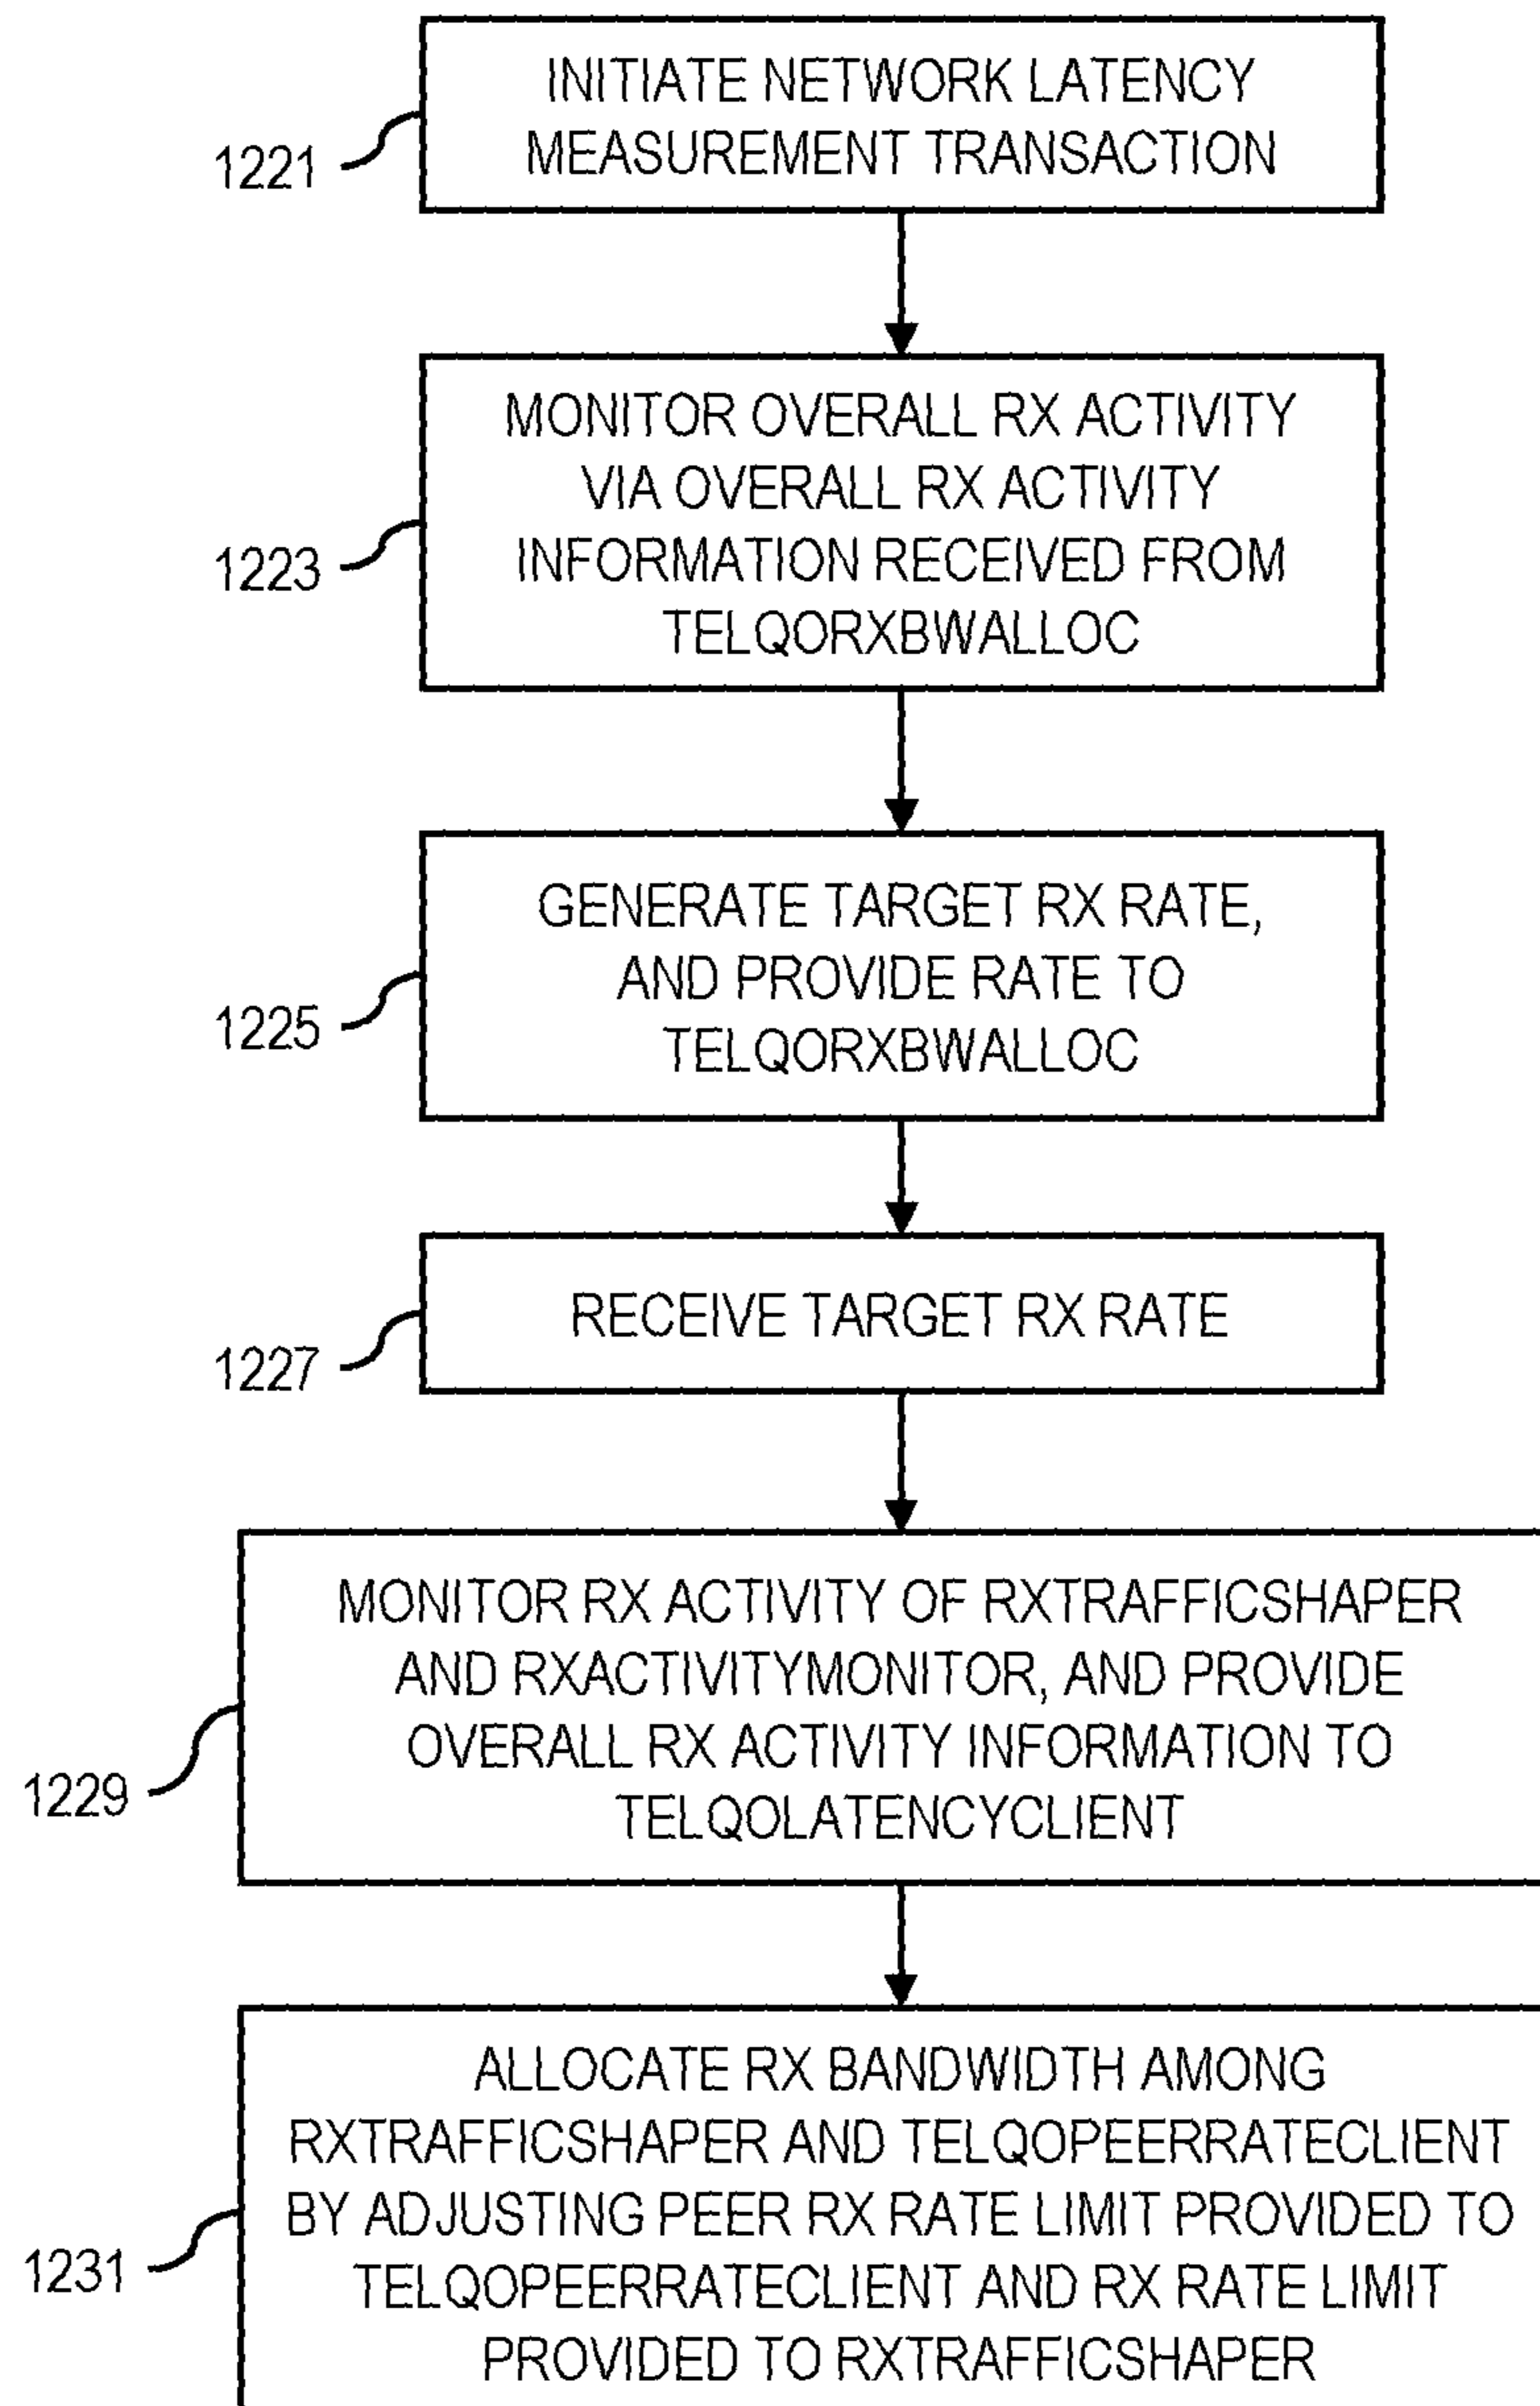 INITIATE NETWORK LATENCY
MEASUREMENT TRANSACTION
1221
MONITOR OVERALL RX ACTIVITY
VIA OVERALL RX ACTIVITY
INFORMATION RECEIVED FROM
TELQORXBWALLOC
1223
GENERATE TARGET RX RATE,
AND PROVIDE RATE TO
TELQORXBWALLOC
1225
RECEIVE TARGET RX RATE
1227
MONITOR RX ACTIVITY OF RXTRAFFICSHAPER
AND RXACTIVITYMONITOR, AND PROVIDE
OVERALL RX ACTIVITY INFORMATION TO
TELQOLATENCYCLIENT
1229
ALLOCATE RX BANDWIDTH AMONG
RXTRAFFICSHAPER AND TELQOPEERRATECLIENT
BY ADJUSTING PEER RX RATE LIMIT PROVIDED TO
TELQOPEERRATECLIENT AND RX RATE LIMIT
PROVIDED TO RXTRAFFICSHAPER
1231